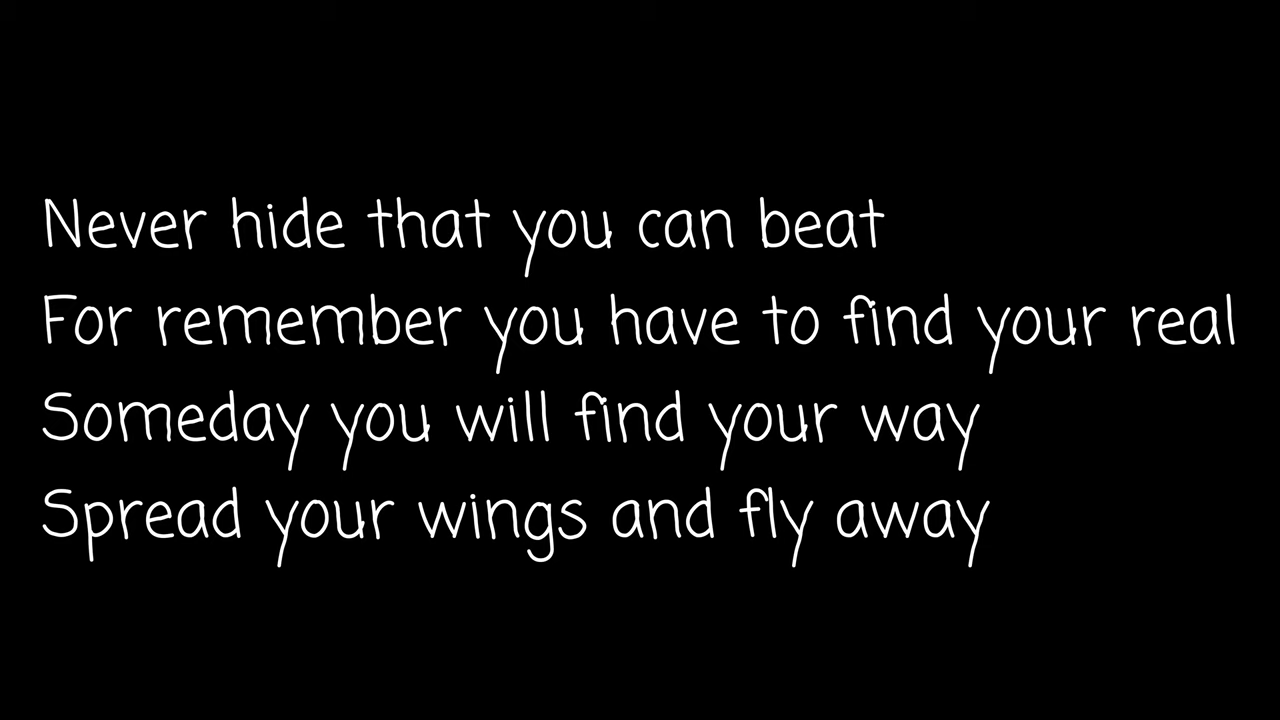 Never hide that you can beat
For remember you have to find your real
Someday you will find your way
Spread your wings and fly away